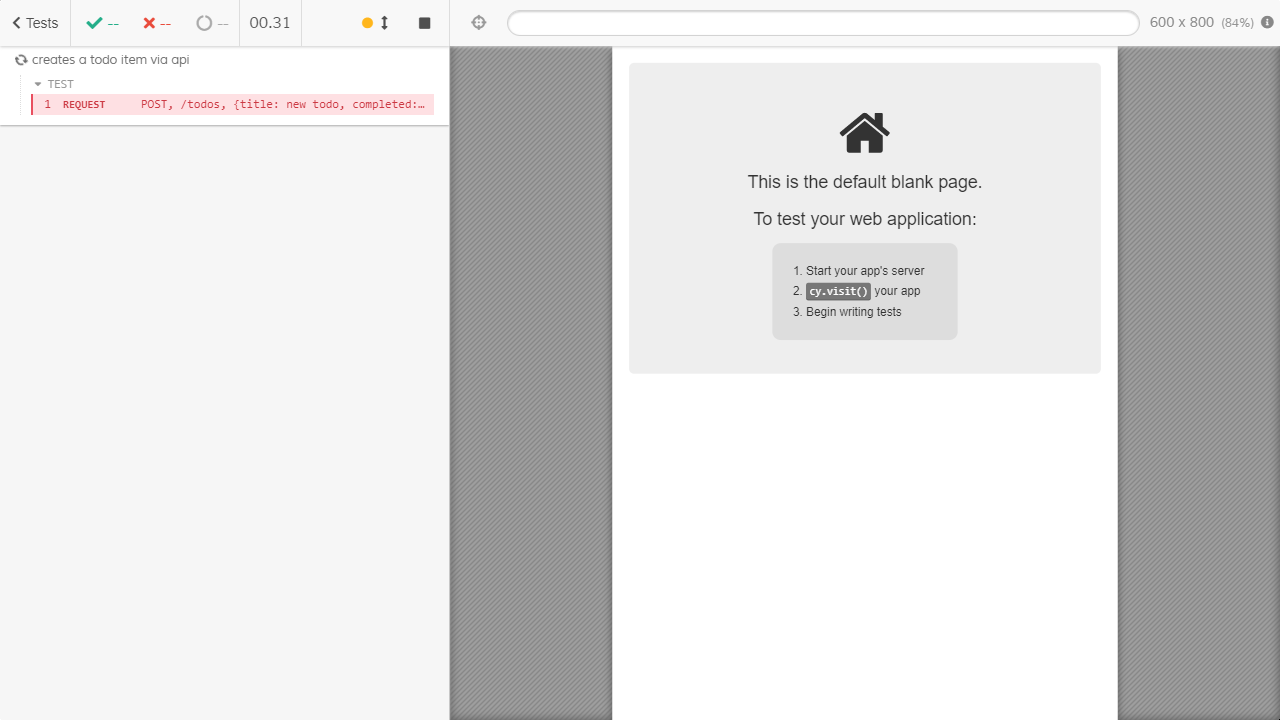 Tests -- -- -- 00.31 600 x 800 (84%)
creates a todo item via api
TEST
1 REQUEST POST, /todos, {title: new todo, completed:…
This is the default blank page.
To test your web application:
1. Start your app's server
2. cy.visit() your app
3. Begin writing tests